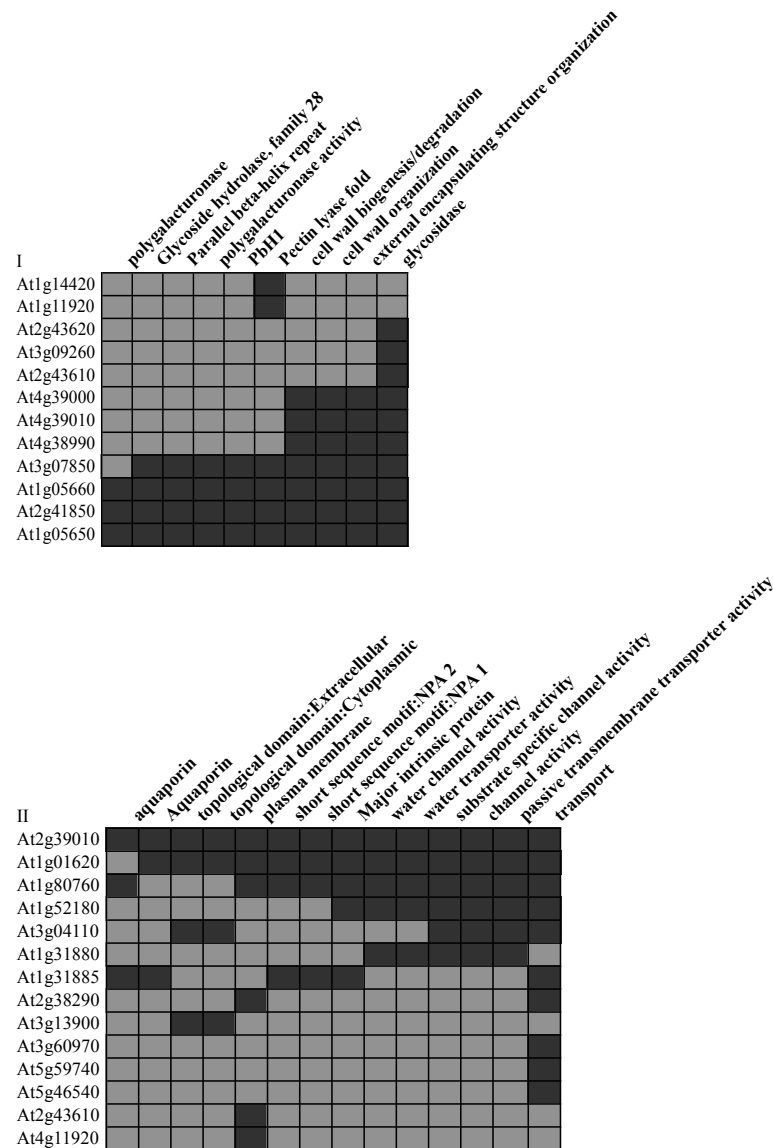 polygalacturonase
Glycoside hydrolase, family 28
Parallel beta-helix repeat
polygalacturonase activity
PbH1
Pectin lyase fold
cell wall biogenesis/degradation
cell wall organization
external encapsulating structure organization
glycosidase
I
At1g14420
At1g11920
At2g43620
At3g09260
At2g43610
At4g39000
At4g39010
At4g38990
At3g07850
At1g05660
At2g41850
At1g05650
aquaporin
Aquaporin
topological domain:Extracellular
topological domain:Cytoplasmic
plasma membrane
short sequence motif:NPA 2
short sequence motif:NPA 1
Major intrinsic protein
water channel activity
water transporter activity
substrate specific channel activity
channel activity
passive transmembrane transporter activity
transport
II
At2g39010
At1g01620
At1g80760
At1g52180
At3g04110
At1g31880
At1g31885
At2g38290
At3g13900
At3g60970
At5g59740
At5g46540
At2g43610
At4g11920